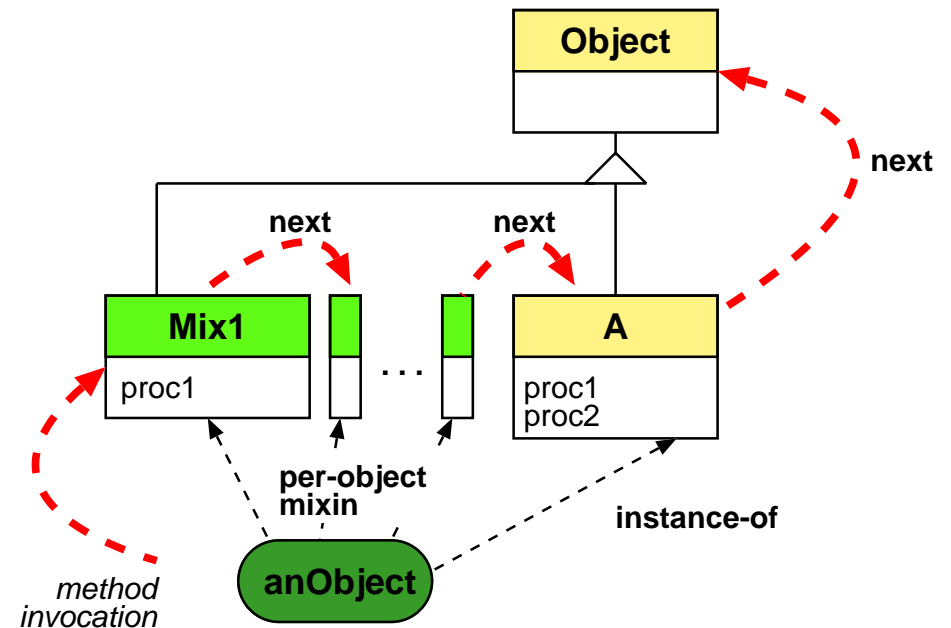 Object
next
next
next
Mix1
. . .
A
proc1
proc1
proc2
per-object
mixin
instance-of
anObject
method
invocation